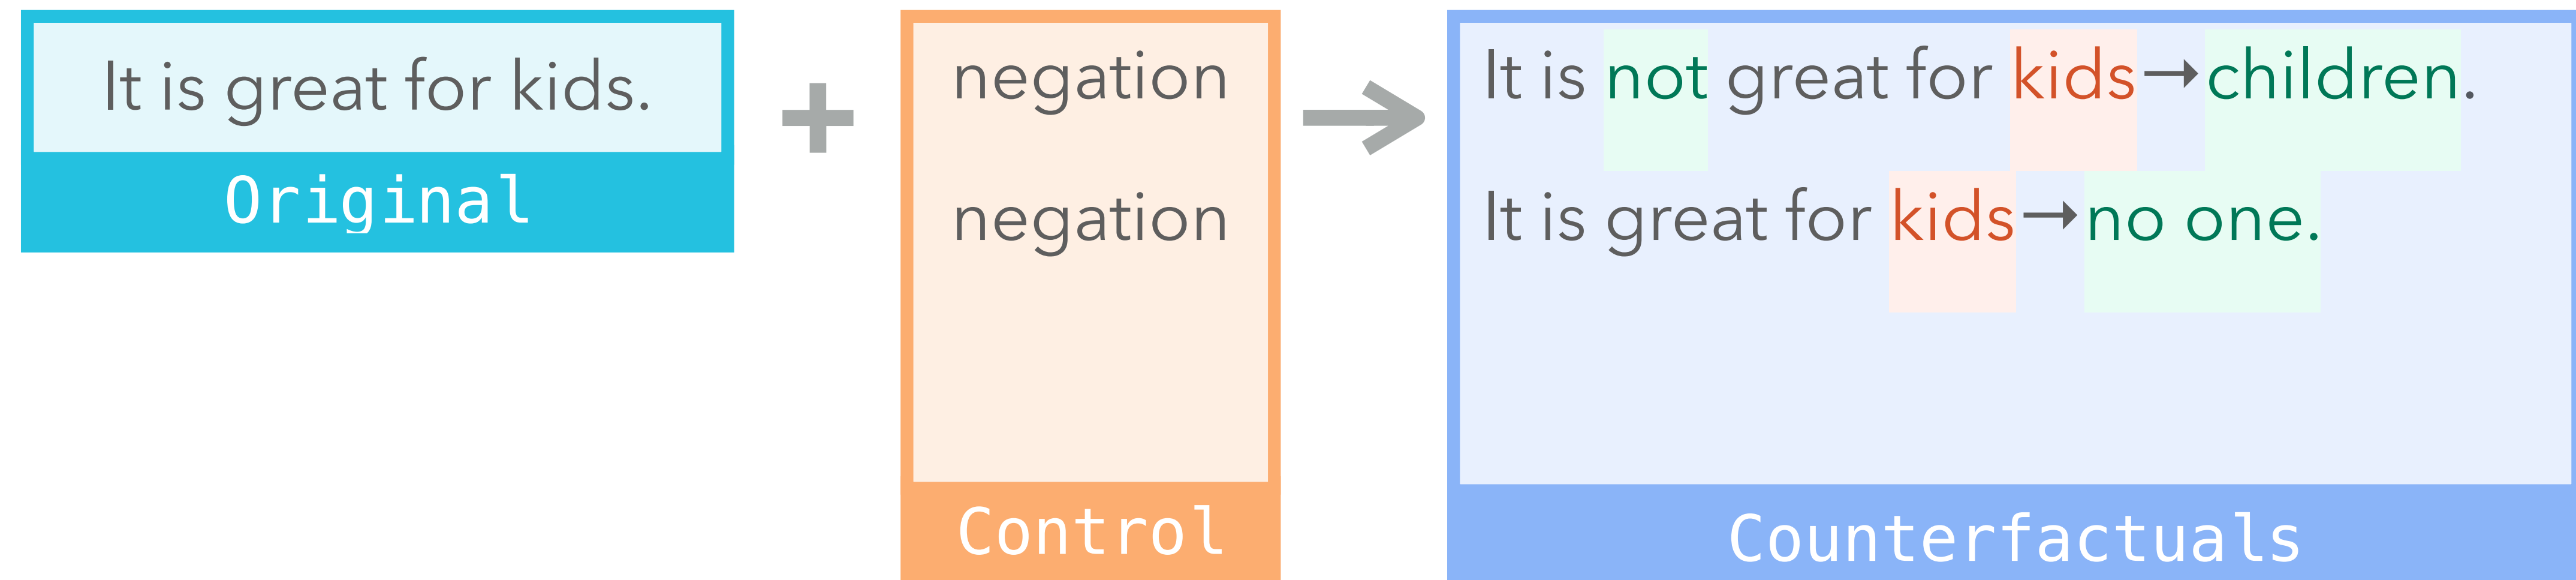 It is great for kids.
Original
+
negation
negation
Control
→
It is not great for kids→children.
It is great for kids→no one.
Counterfactuals